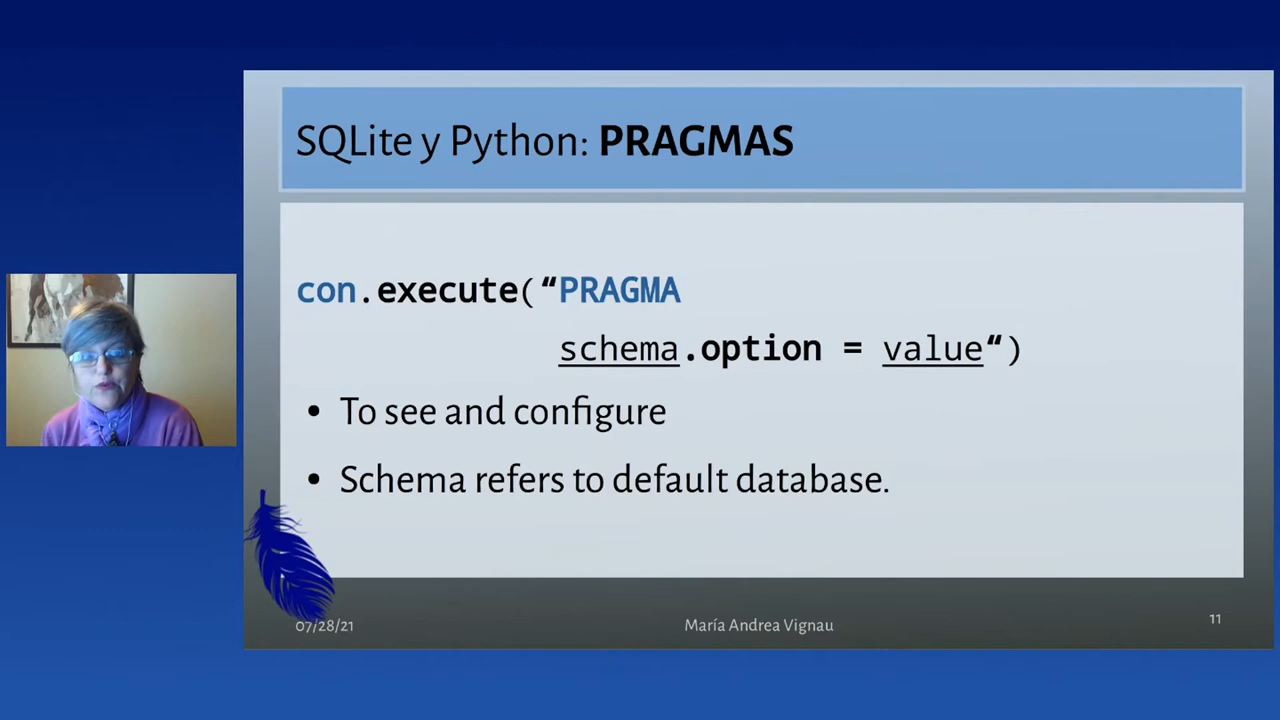 SQLite y Python: PRAGMAS
con.execute(“PRAGMA
schema.option = value“)
• To see and configure
• Schema refers to default database.
07/28/21
María Andrea Vignau
11